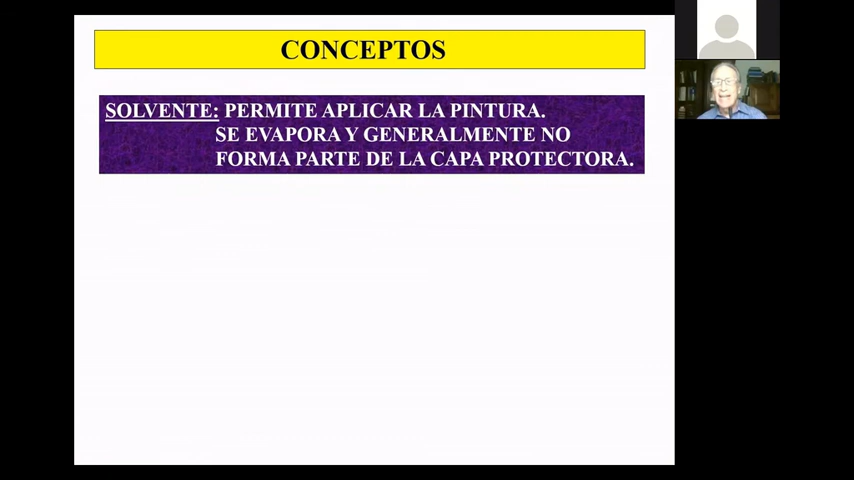 CONCEPTOS
SOLVENTE: PERMITE APLICAR LA PINTURA.
SE EVAPORA Y GENERALMENTE NO
FORMA PARTE DE LA CAPA PROTECTORA.